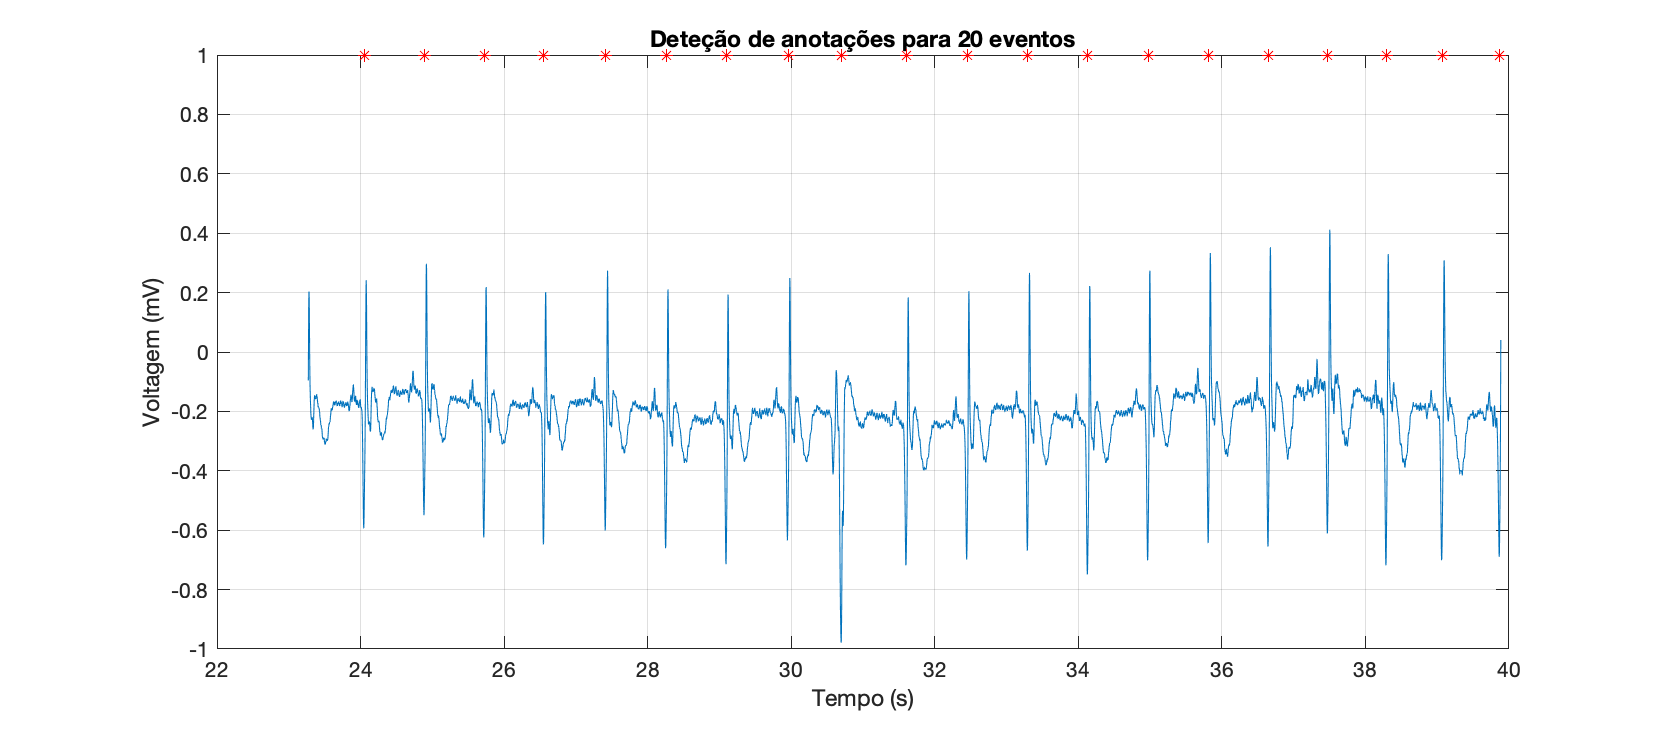 Deteção de anotações para 20 eventos
1
0.8
0.6
0.4
0.2
0
-0.2
-0.4
-0.6
-0.8
-1
Voltagem (mV)
22 24 26 28 30 32 34 36 38 40
Tempo (s)